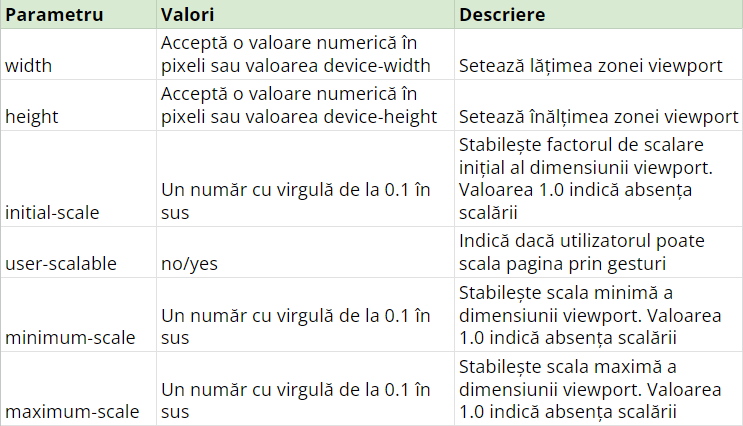 Parametru Valori Descriere
Acceptă o valoare numerică în
width pixeli sau valoarea device-width Setează lățimea zonei viewport
Acceptă o valoare numerică în
height pixeli sau valoarea device-height Setează înălțimea zonei viewport
Stabilește factorul de scalare
inițial al dimensiunii viewport.
Un număr cu virgulă de la 0.1 în Valoarea 1.0 indică absența
initial-scale sus scalării
Indică dacă utilizatorul poate
user-scalable no/yes scala pagina prin gesturi
Stabilește scala minimă a
Un număr cu virgulă de la 0.1 în dimensiunii viewport. Valoarea
minimum-scale sus 1.0 indică absența scalării
Stabilește scala maximă a
Un număr cu virgulă de la 0.1 în dimensiunii viewport. Valoarea
maximum-scale sus 1.0 indică absența scalării